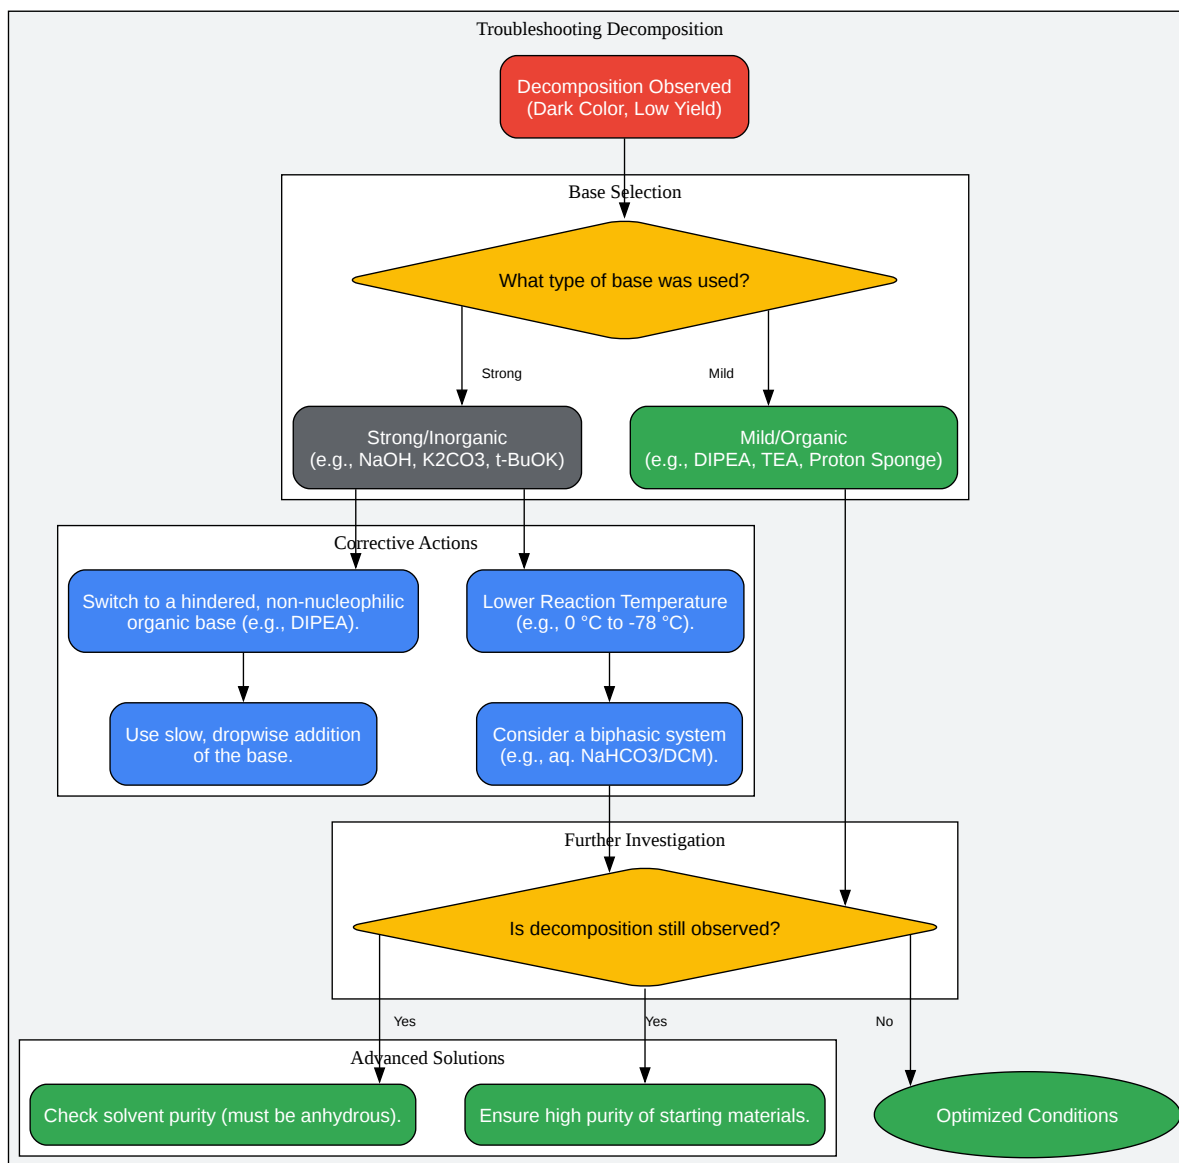 Troubleshooting Decomposition
Decomposition Observed
(Dark Color, Low Yield)
Base Selection
What type of base was used?
Strong
Mild
Strong/Inorganic
(e.g., NaOH, K2CO3, t-BuOK)
Mild/Organic
(e.g., DIPEA, TEA, Proton Sponge)
Corrective Actions
Switch to a hindered, non-nucleophilic
organic base (e.g., DIPEA).
Lower Reaction Temperature
(e.g., 0 °C to -78 °C).
Use slow, dropwise addition
of the base.
Consider a biphasic system
(e.g., aq. NaHCO3/DCM).
Further Investigation
Is decomposition still observed?
Yes
Yes
No
Advanced Solutions
Check solvent purity (must be anhydrous).
Ensure high purity of starting materials.
Optimized Conditions